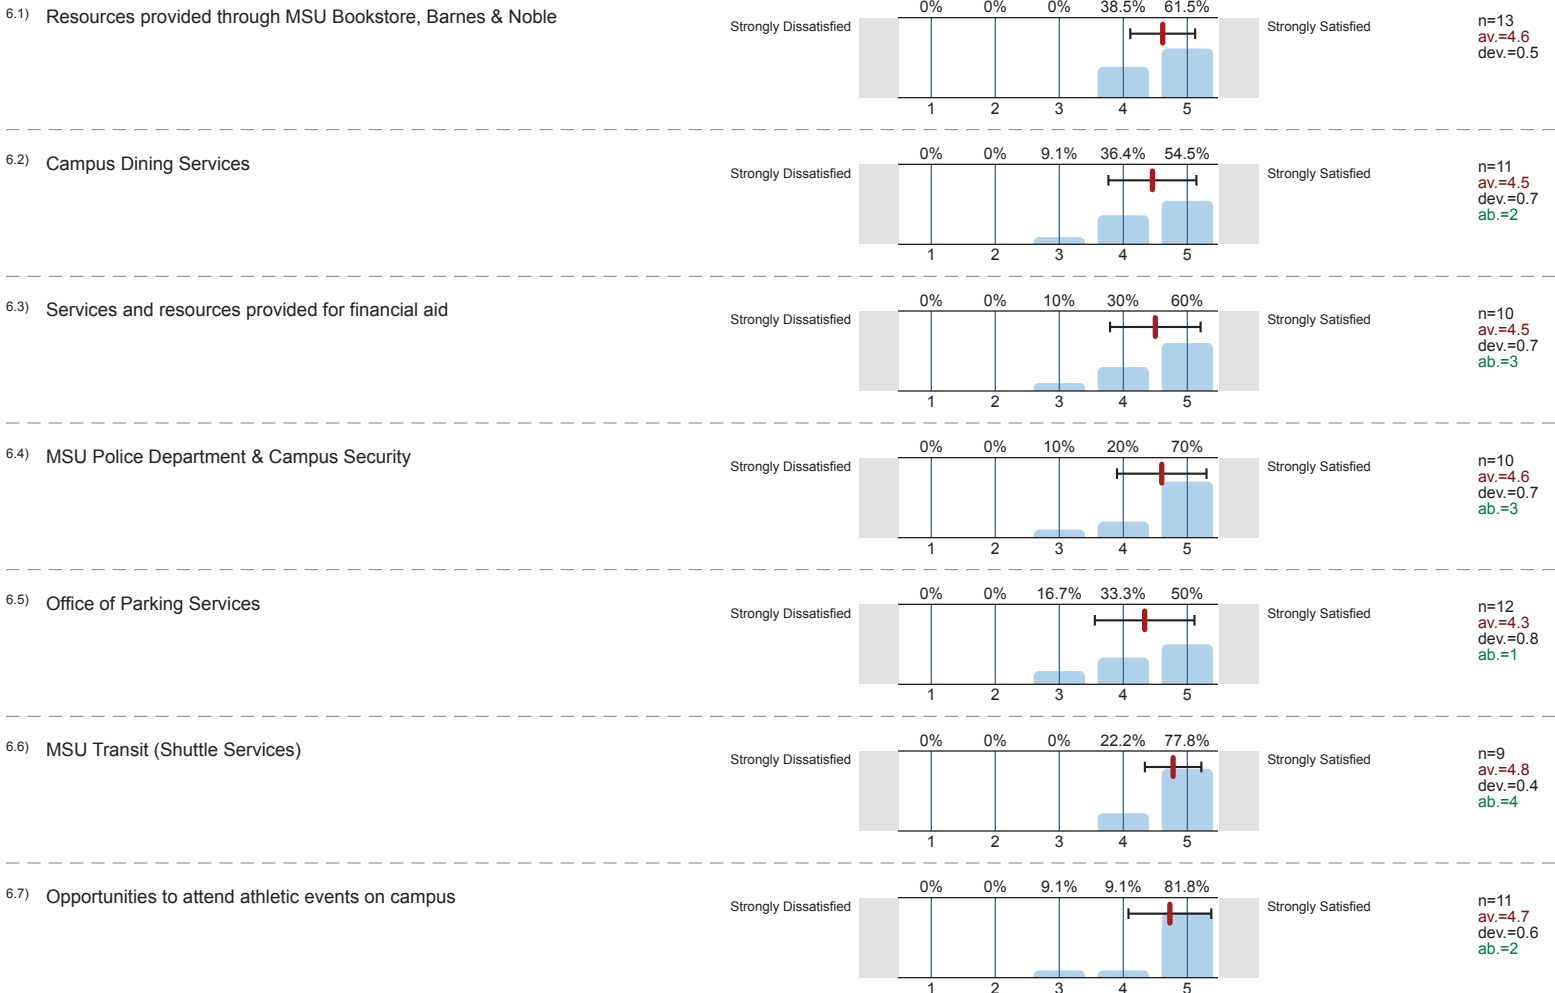 6.1) Resources provided through MSU Bookstore, Barnes & Noble
0% 0% 0% 38.5% 61.5%
Strongly Dissatisfied Strongly Satisfied
n=13
av.=4.6
dev.=0.5
1 2 3 4 5
6.2) Campus Dining Services
0% 0% 9.1% 36.4% 54.5%
Strongly Dissatisfied Strongly Satisfied
n=11
av.=4.5
dev.=0.7
ab.=2
1 2 3 4 5
6.3) Services and resources provided for financial aid
0% 0% 10% 30% 60%
Strongly Dissatisfied Strongly Satisfied
n=10
av.=4.5
dev.=0.7
ab.=3
1 2 3 4 5
6.4) MSU Police Department & Campus Security
0% 0% 10% 20% 70%
Strongly Dissatisfied Strongly Satisfied
n=10
av.=4.6
dev.=0.7
ab.=3
1 2 3 4 5
6.5) Office of Parking Services
0% 0% 16.7% 33.3% 50%
Strongly Dissatisfied Strongly Satisfied
n=12
av.=4.3
dev.=0.8
ab.=1
1 2 3 4 5
6.6) MSU Transit (Shuttle Services)
0% 0% 0% 22.2% 77.8%
Strongly Dissatisfied Strongly Satisfied
n=9
av.=4.8
dev.=0.4
ab.=4
1 2 3 4 5
6.7) Opportunities to attend athletic events on campus
0% 0% 9.1% 9.1% 81.8%
Strongly Dissatisfied Strongly Satisfied
n=11
av.=4.7
dev.=0.6
ab.=2
1 2 3 4 5